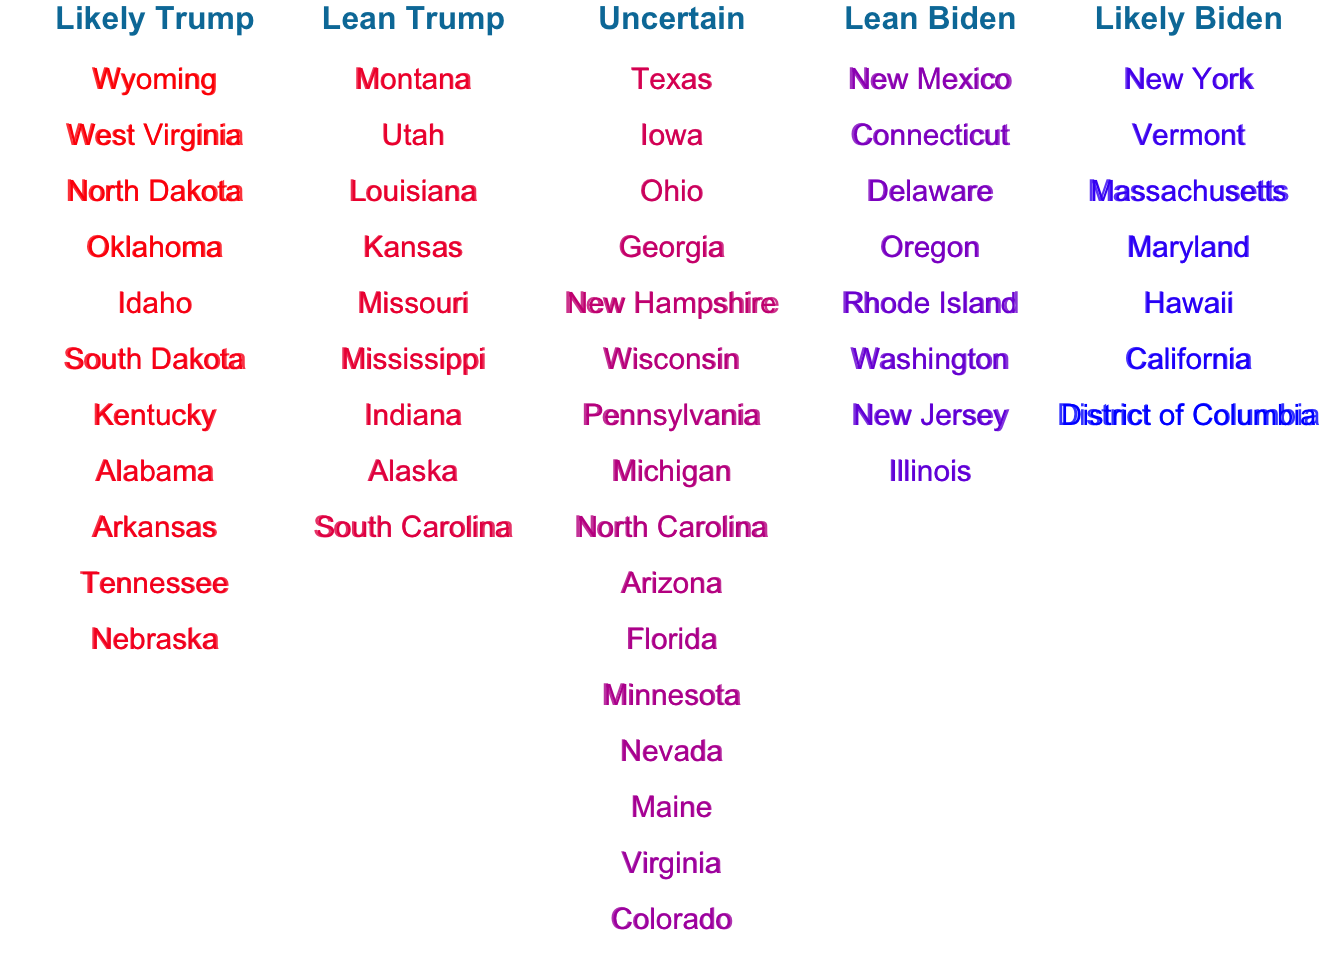 Likely Trump Lean Trump Uncertain Lean Biden Likely Biden
Wyoming Montana Texas New Mexico New York
West Virginia Utah Iowa Connecticut Vermont
North Dakota Louisiana Ohio Delaware Massachusetts
Oklahoma Kansas Georgia Oregon Maryland
Idaho Missouri New Hampshire Rhode Island Hawaii
South Dakota Mississippi Wisconsin Washington California
Kentucky Indiana Pennsylvania New Jersey District of Columbia
Alabama Alaska Michigan Illinois
Arkansas South Carolina North Carolina
Tennessee Arizona
Nebraska Florida
Minnesota
Nevada
Maine
Virginia
Colorado